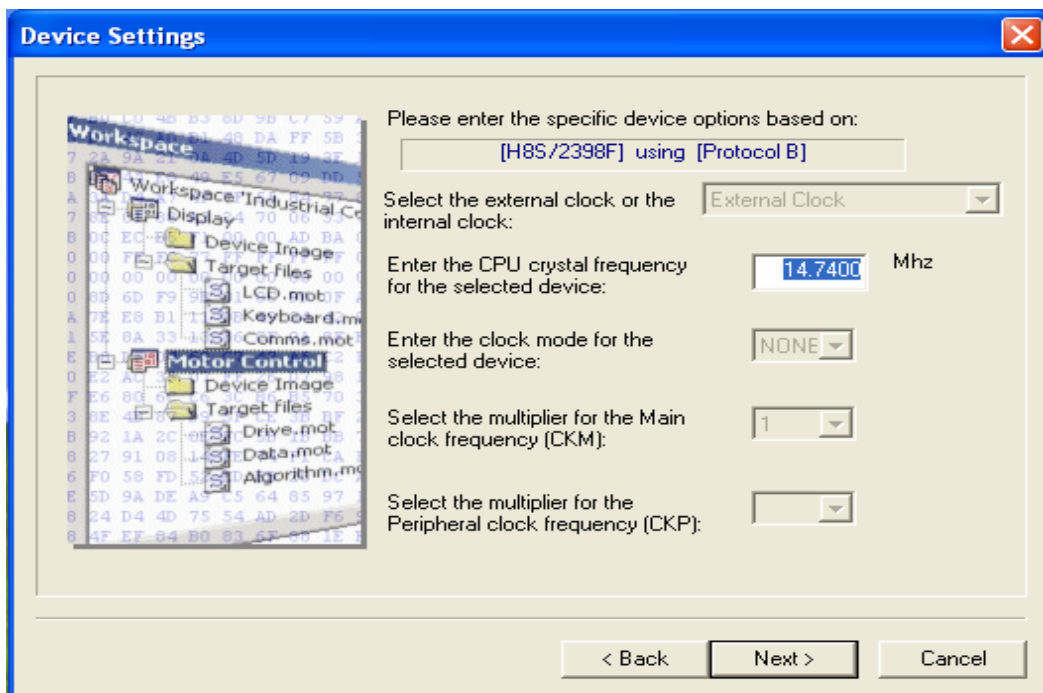 Device Settings
Workspace
Workspace 'Industrial Co
Display
Device Image
Target files
LCD.mot
Keyboard.m
Comms.mot
Motor Control
Device Image
Target files
Drive.mot
Data.mot
Algorithm.mo
Please enter the specific device options based on:
[H8S/2398F] using [Protocol B]
Select the external clock or the
internal clock:
External Clock
Enter the CPU crystal frequency
for the selected device:
14.7400
Mhz
Enter the clock mode for the
selected device:
NONE
Select the multiplier for the Main
clock frequency (CKM):
1
Select the multiplier for the
Peripheral clock frequency (CKP):
< Back
Next >
Cancel